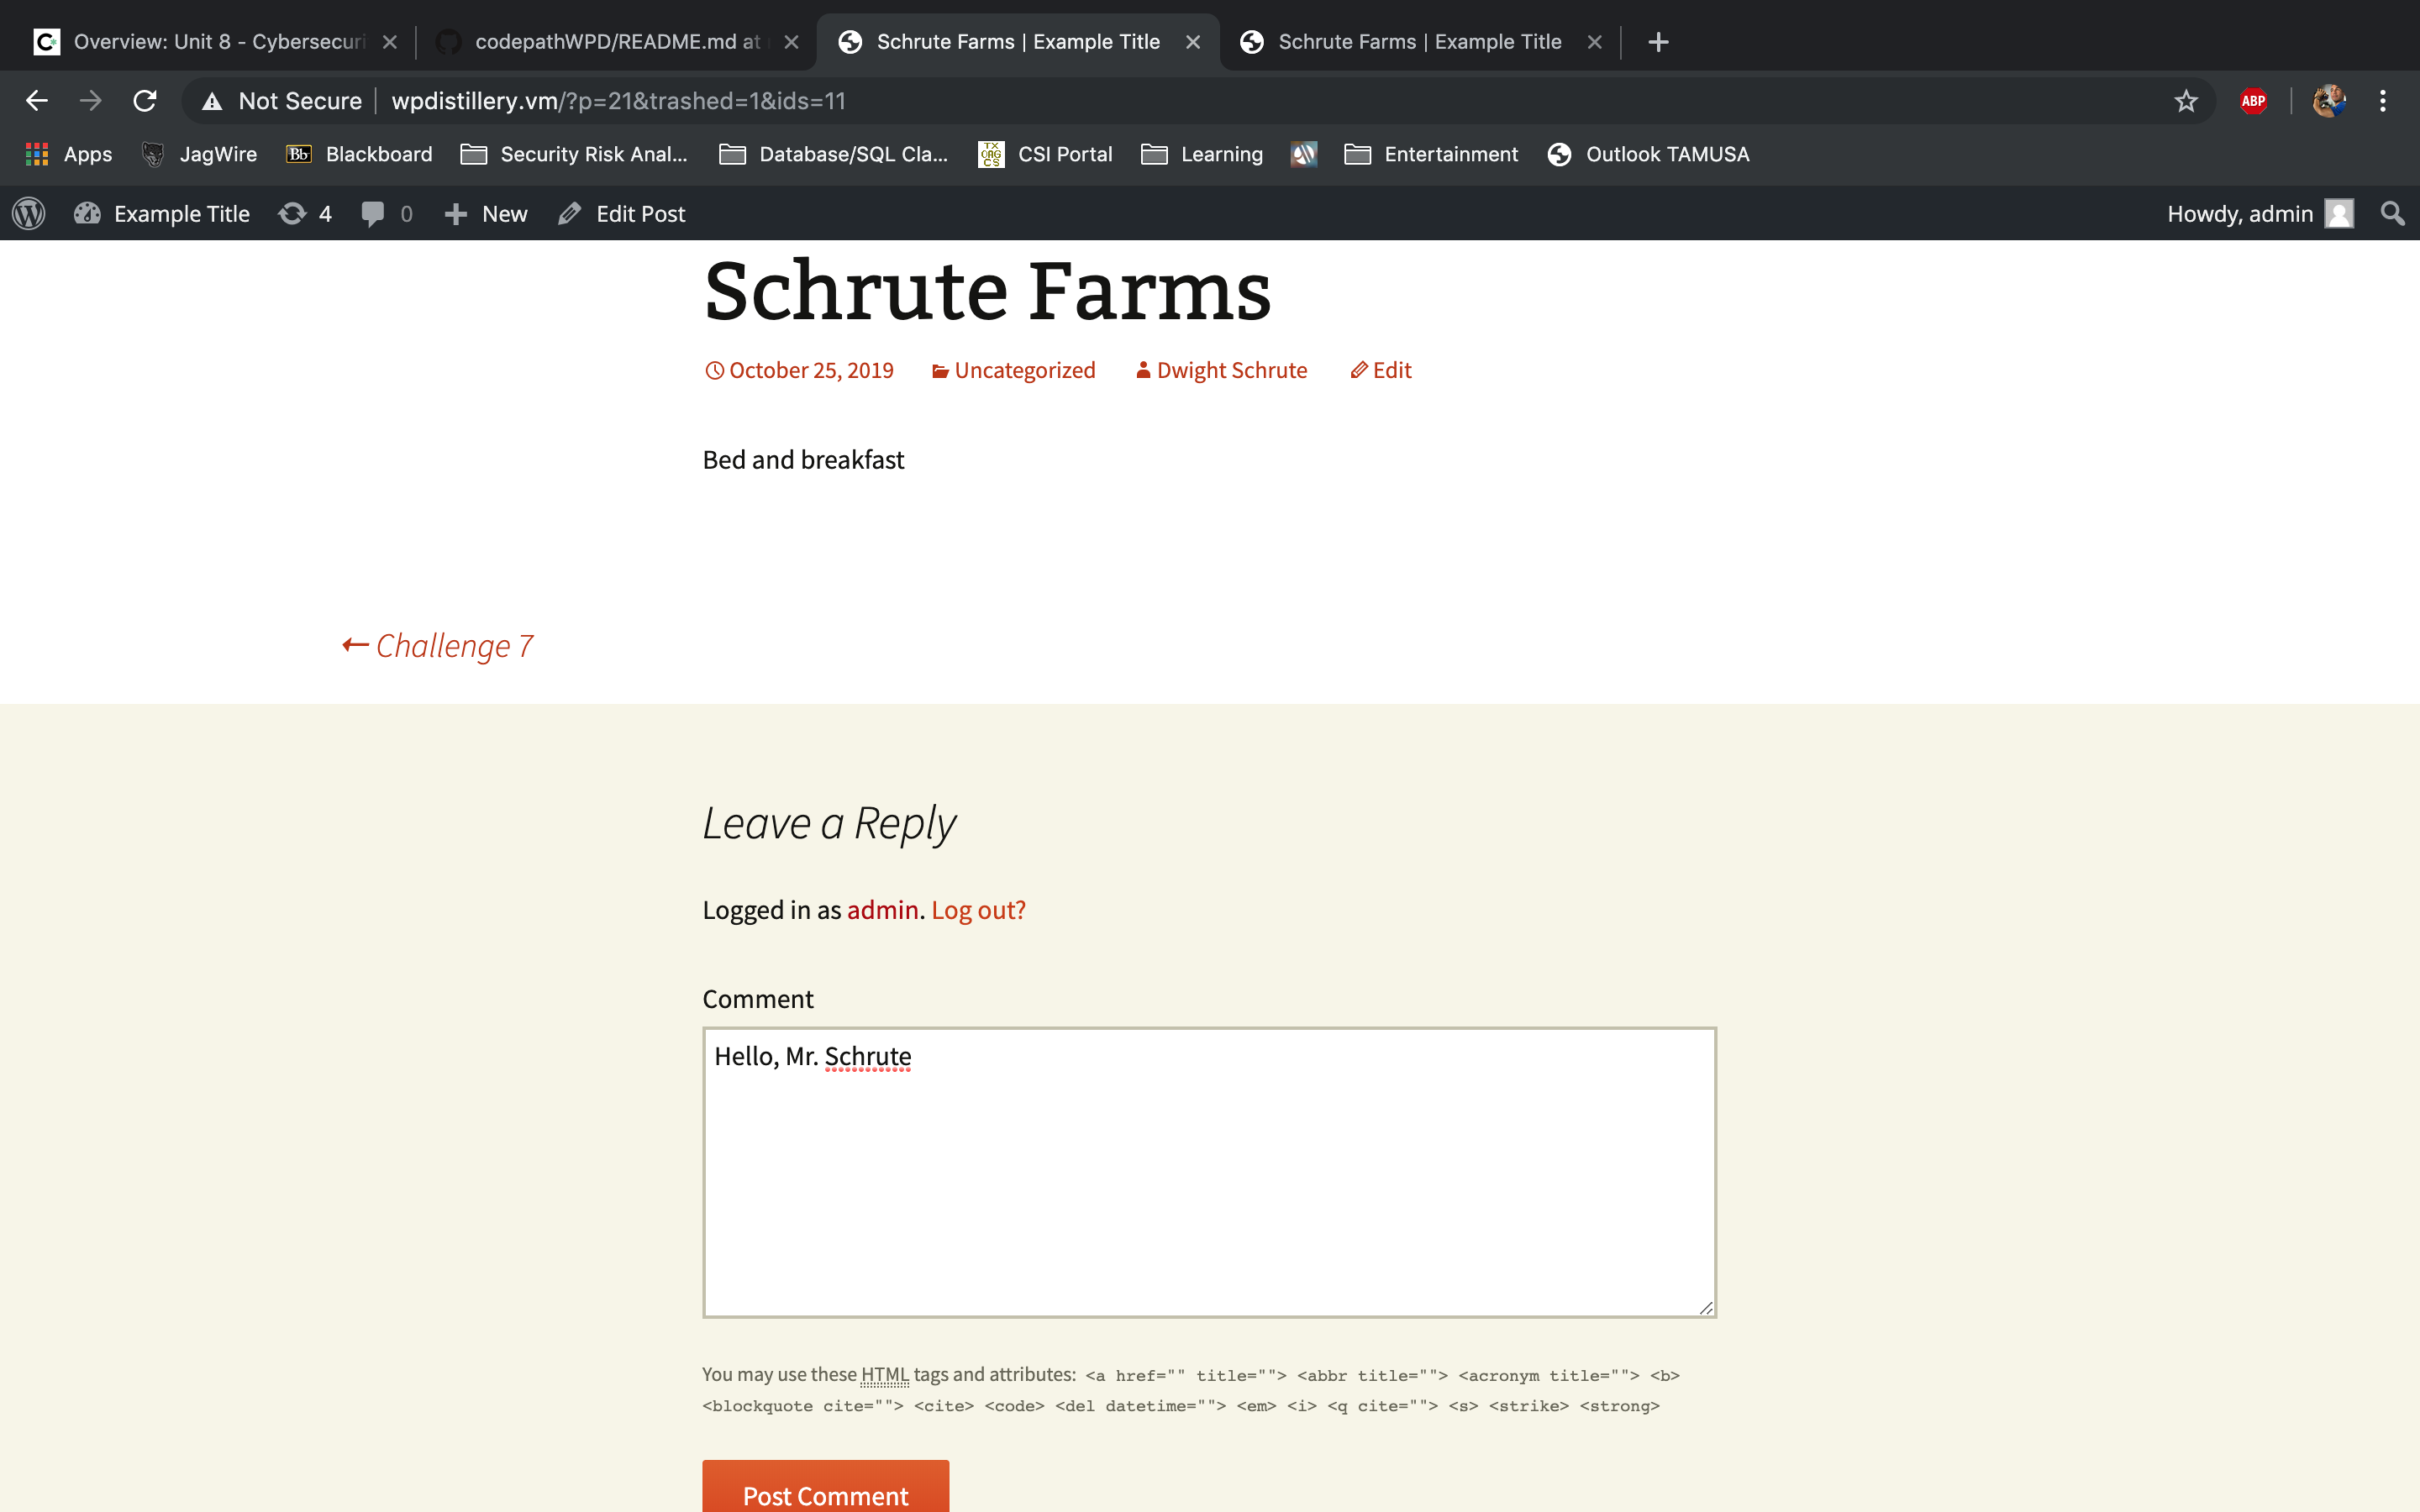 Overview: Unit 8 - Cybersecuri
codepathWPD/README.md at
Schrute Farms | Example Title
Schrute Farms | Example Title
Not Secure
wpdistillery.vm/?p=21&trashed=1&ids=11
ABP
Apps
JagWire
Bb Blackboard
Security Risk Anal...
Database/SQL Cla...
CSI Portal
Learning
Entertainment
Outlook TAMUSA
Example Title
4
0
New
Edit Post
Howdy, admin
Schrute Farms
October 25, 2019 Uncategorized Dwight Schrute Edit
Bed and breakfast
← Challenge 7
Leave a Reply
Logged in as admin. Log out?
Comment
Hello, Mr. Schrute
You may use these HTML tags and attributes: <a href="" title=""> <abbr title=""> <acronym title=""> <b>
<blockquote cite=""> <cite> <code> <del datetime=""> <em> <i> <q cite=""> <s> <strike> <strong>
Post Comment